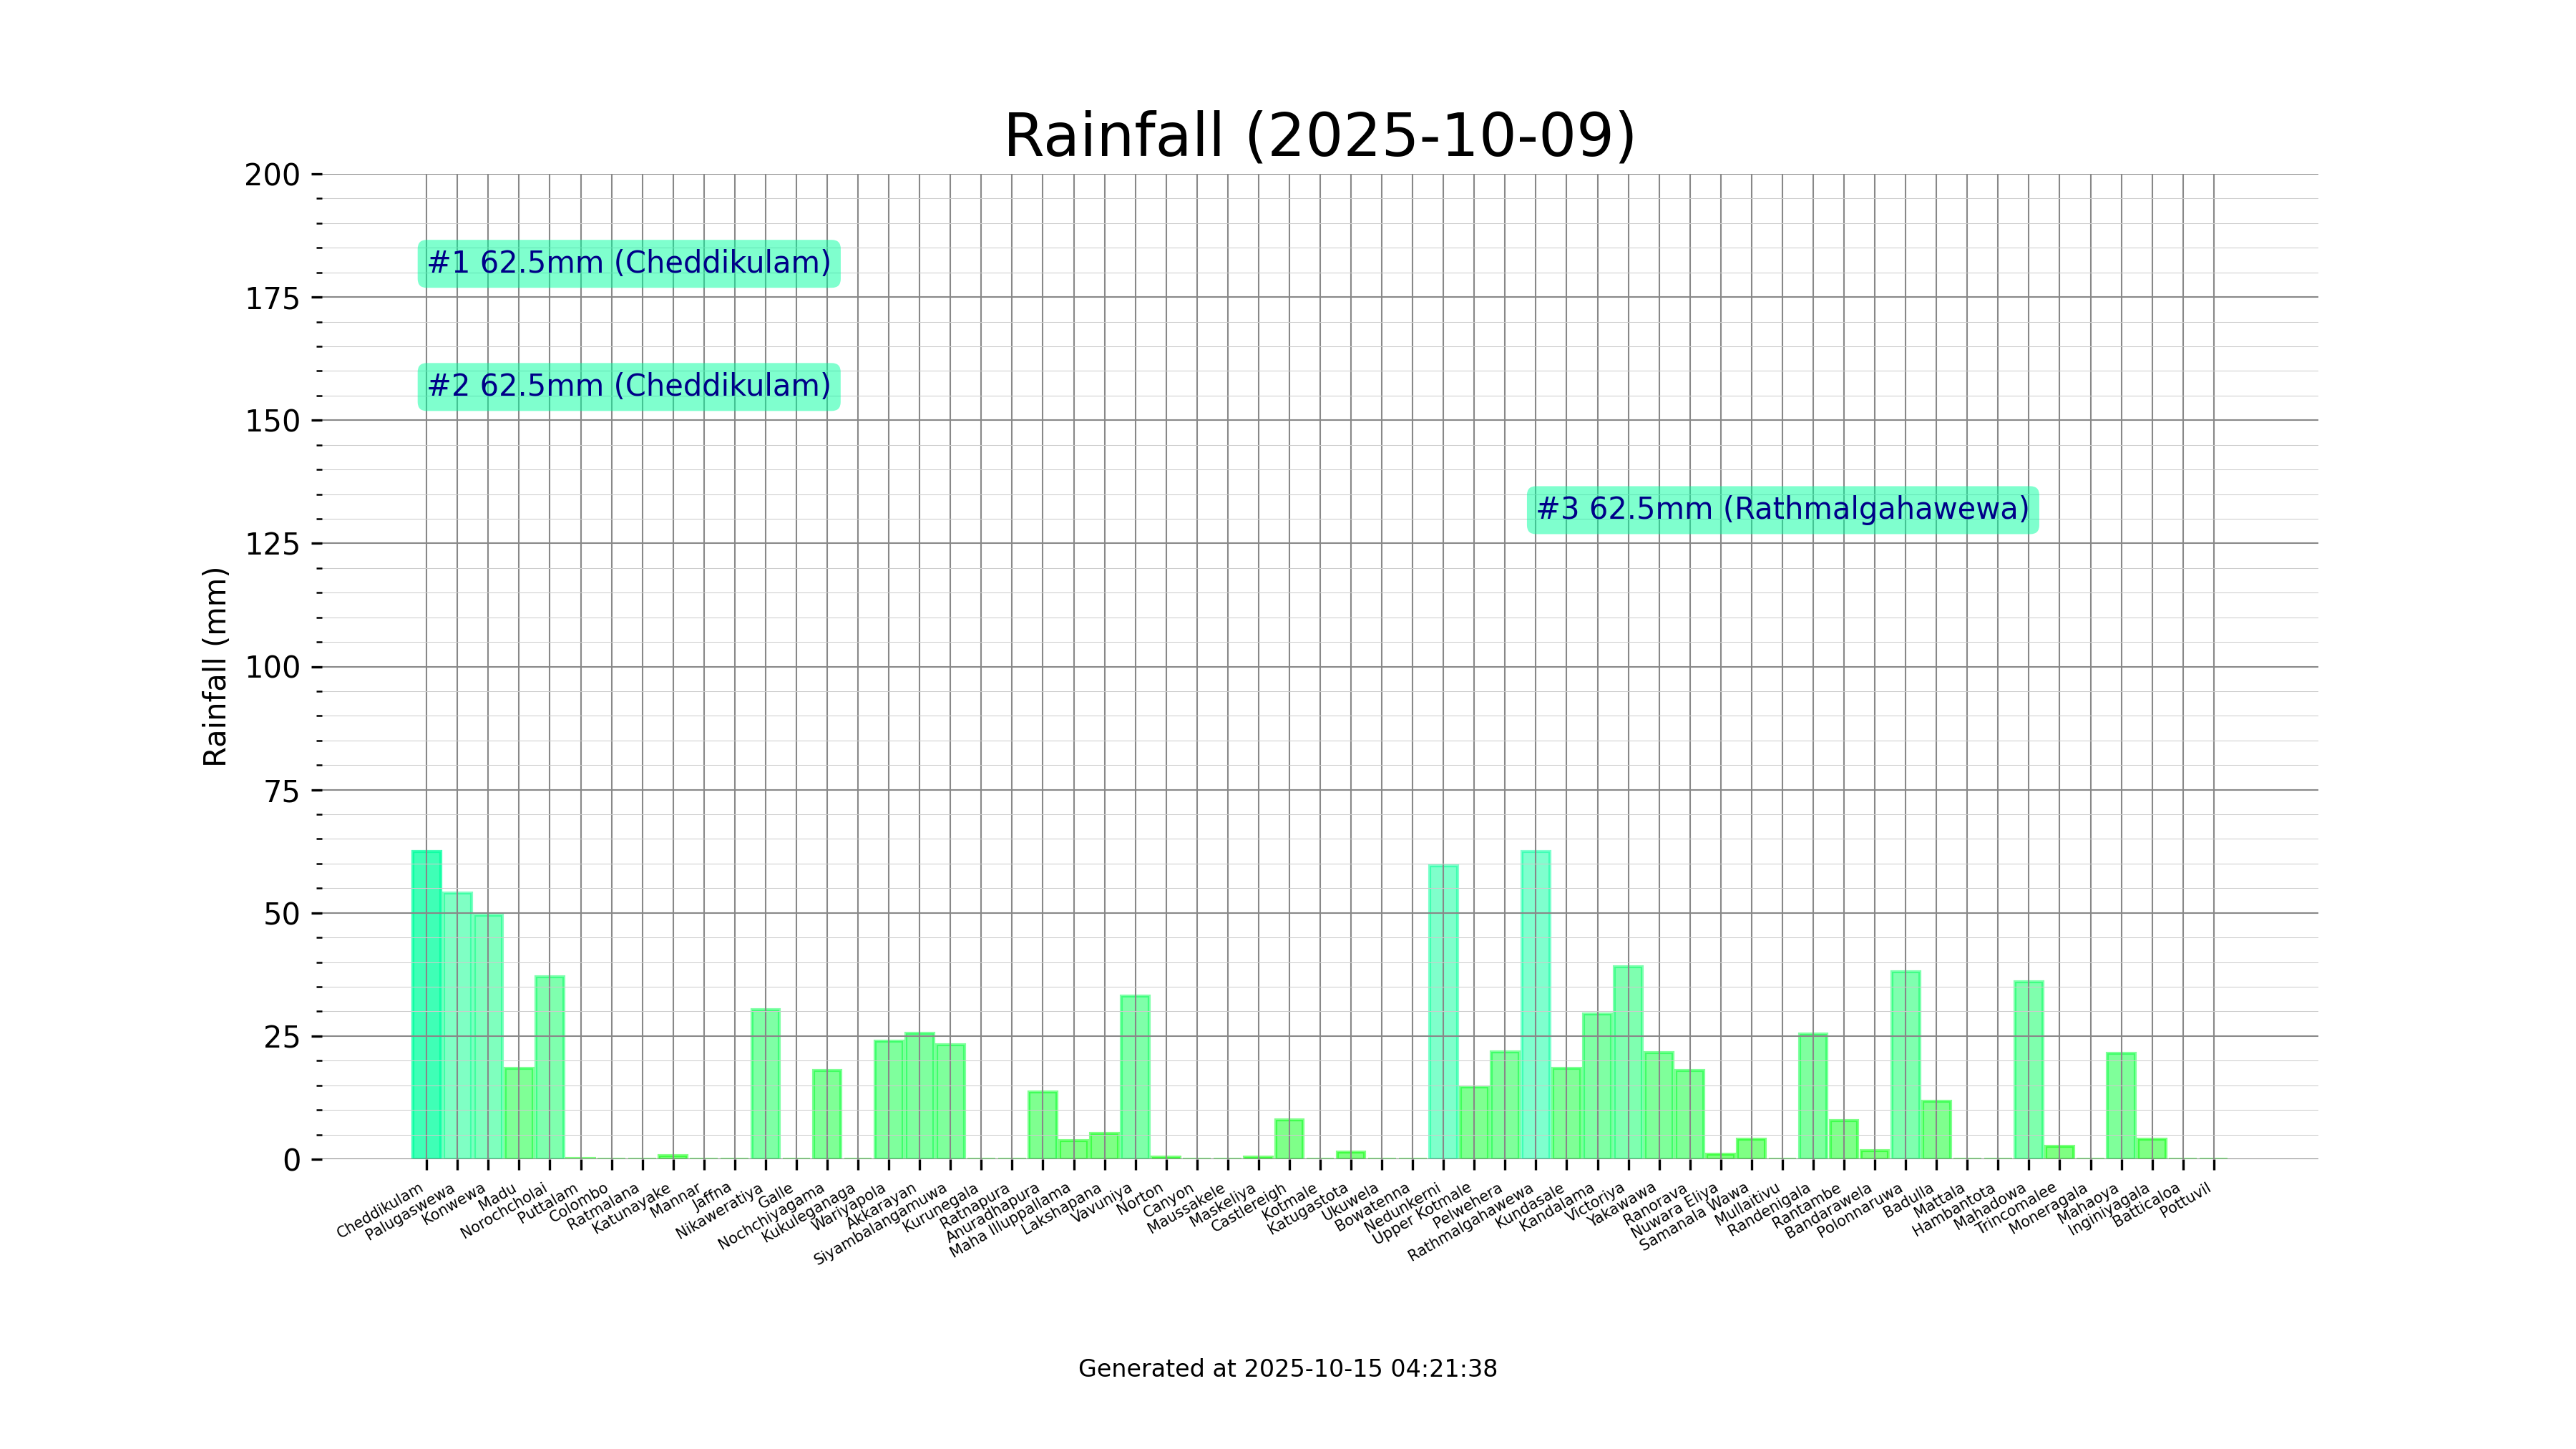 Rainfall (2025-10-09)
200
175
150
125
100
75
50
25
0
Rainfall (mm)
#1 62.5mm (Cheddikulam)
#2 62.5mm (Cheddikulam)
#3 62.5mm (Rathmalgahawewa)
Cheddikulam
Palugaswewa
Konwewa
Madu
Norochcholai
Puttalam
Colombo
Ratmalana
Katunayake
Mannar
Jaffna
Nikaweratiya
Galle
Nochchiyagama
Kukuleganaga
Wariyapola
Akkarayan
Siyambalangamuwa
Kurunegala
Ratnapura
Anuradhapura
Maha Illuppallama
Lakshapana
Vavuniya
Norton
Canyon
Maussakele
Maskeliya
Castlereigh
Kotmale
Katugastota
Ukuwela
Bowatenna
Nedunkerni
Upper Kotmale
Pelwehera
Rathmalgahawewa
Kundasale
Kandalama
Victoriya
Yakawawa
Ranorava
Nuwara Eliya
Samanala Wawa
Mullaitivu
Randenigala
Rantambe
Bandarawela
Polonnaruwa
Badulla
Mattala
Hambantota
Mahadowa
Trincomalee
Moneragala
Mahaoya
Inginiyagala
Batticaloa
Pottuvil
Generated at 2025-10-15 04:21:38